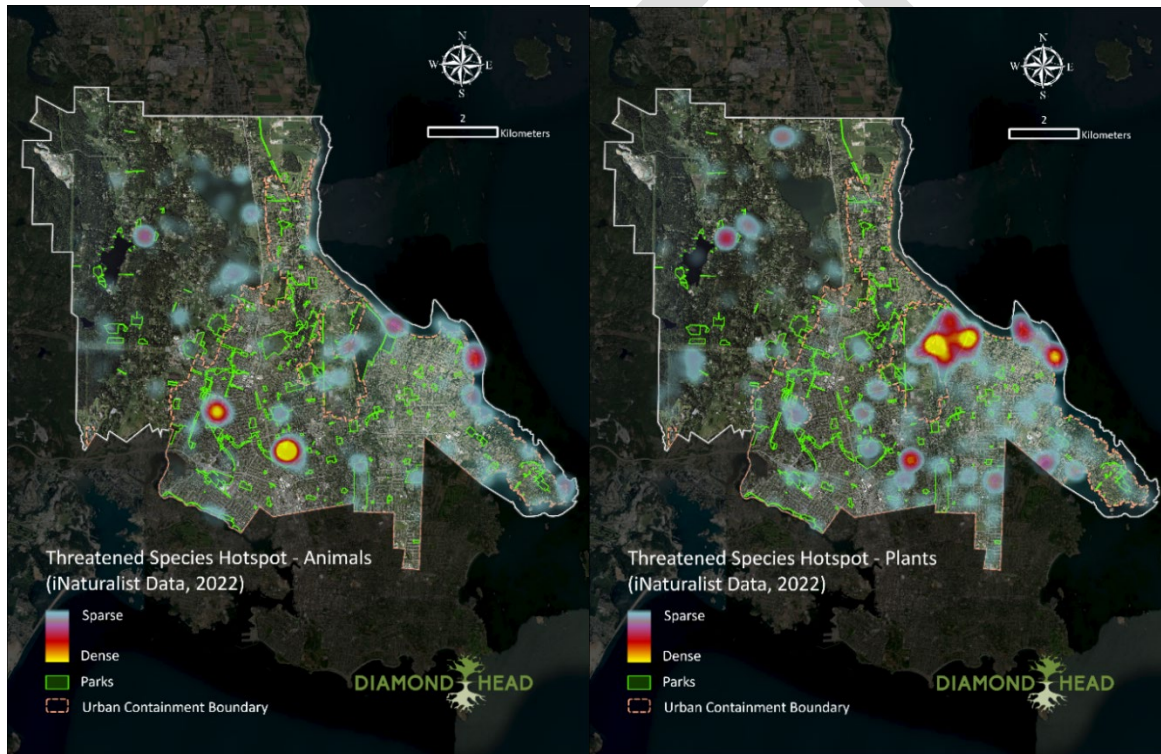 N
W E
S
2
Kilometers
Threatened Species Hotspot - Animals
(iNaturalist Data, 2022)
Sparse
Dense
Parks
Urban Containment Boundary
DIAMOND HEAD
N
W E
S
2
Kilometers
Threatened Species Hotspot - Plants
(iNaturalist Data, 2022)
Sparse
Dense
Parks
Urban Containment Boundary
DIAMOND HEAD